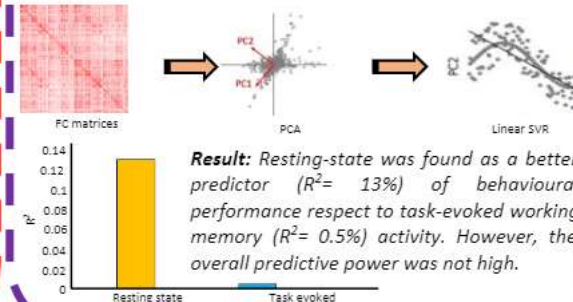 PC2
PC1
PC2
FC matrices
PCA
Linear SVR
0.14
0.12
0.1
0.08
0.06
0.04
0.02
0
R²
Resting state
Task evoked
Result: Resting-state was found as a better
predictor (R²= 13%) of behavioura
performance respect to task-evoked working
memory (R²= 0.5%) activity. However, the
overall predictive power was not high.